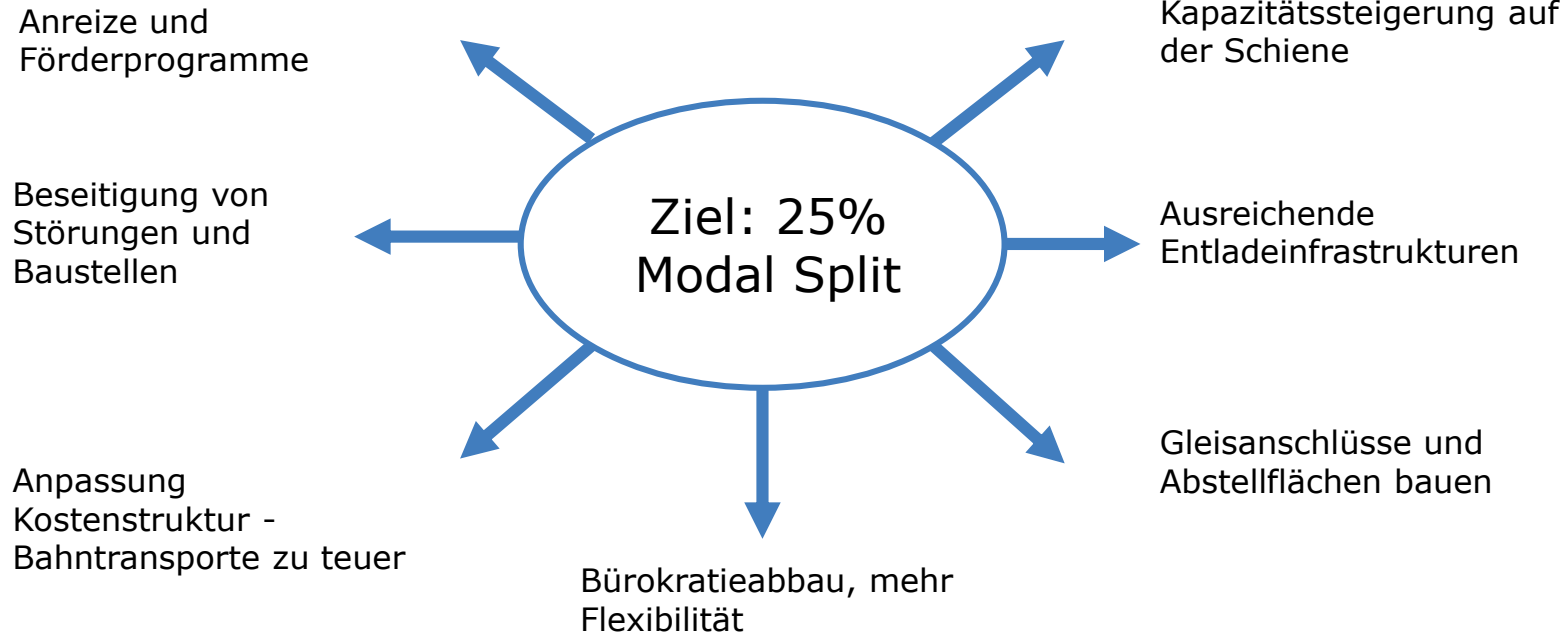 Anreize und
Förderprogramme
Kapazitätssteigerung auf
der Schiene
Beseitigung von
Störungen und
Baustellen
Ziel: 25%
Modal Split
Ausreichende
Entladeinfrastrukturen
Anpassung
Kostenstruktur -
Bahntransporte zu teuer
Gleisanschlüsse und
Abstellflächen bauen
Bürokratieabbau, mehr
Flexibilität